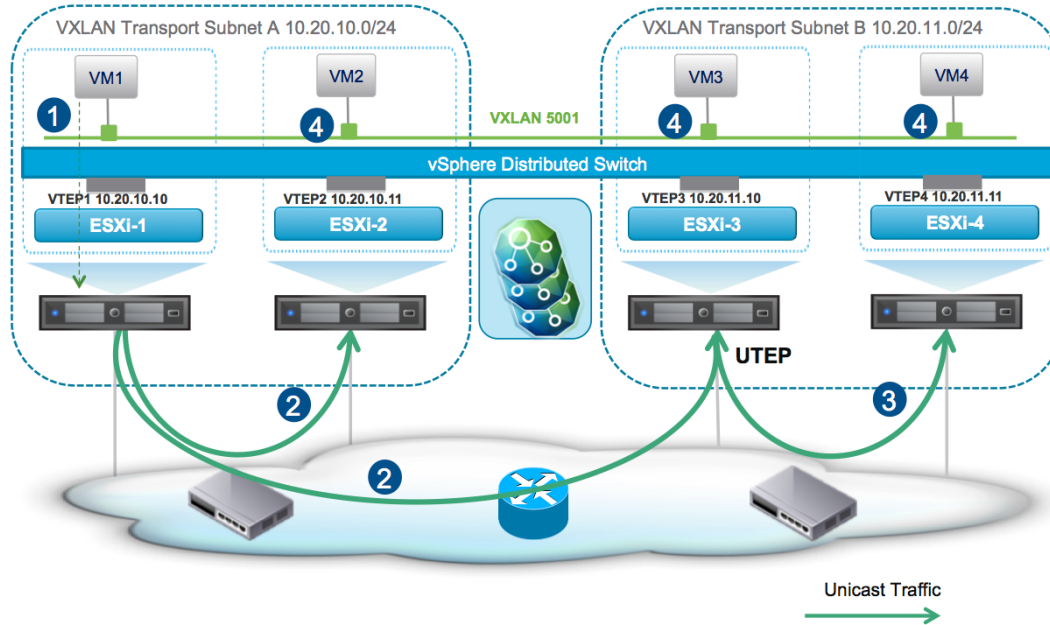 VXLAN Transport Subnet A 10.20.10.0/24
VXLAN Transport Subnet B 10.20.11.0/24
VM1
VM2
VM3
VM4
1
4
4
4
VXLAN 5001
vSphere Distributed Switch
VTEP1 10.20.10.10
VTEP2 10.20.10.11
VTEP3 10.20.11.10
VTEP4 10.20.11.11
ESXi-1
ESXi-2
ESXi-3
ESXi-4
UTEP
2
3
2
Unicast Traffic